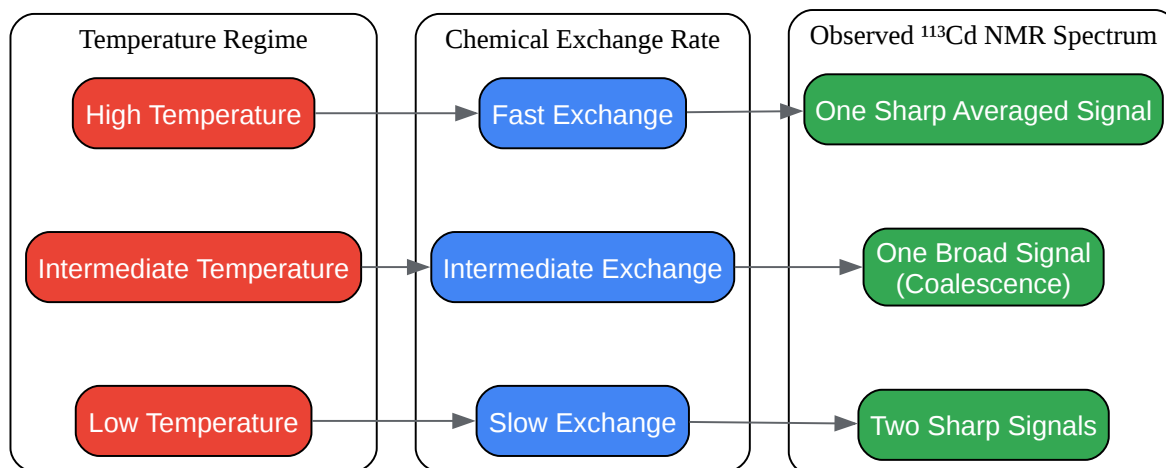 Temperature Regime
Chemical Exchange Rate
Observed ¹¹³Cd NMR Spectrum
High Temperature
Fast Exchange
One Sharp Averaged Signal
Intermediate Temperature
Intermediate Exchange
One Broad Signal
(Coalescence)
Low Temperature
Slow Exchange
Two Sharp Signals